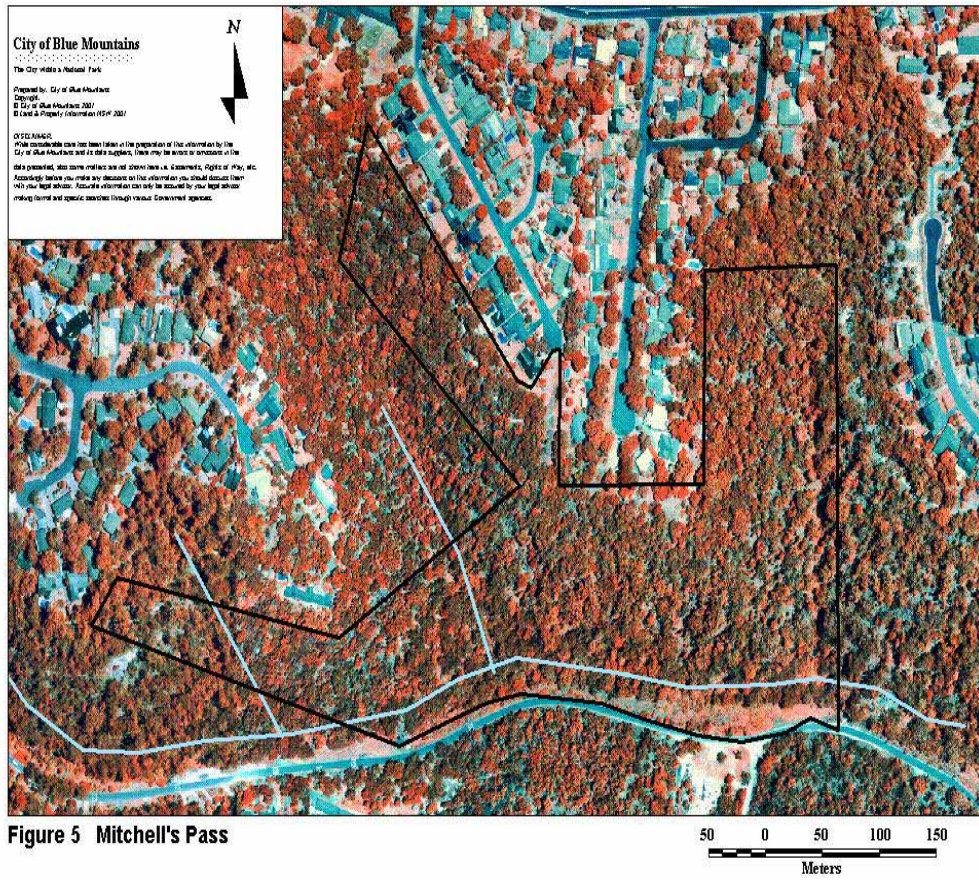 N
City of Blue Mountains
The City within a National Park
Prepared by: City of Blue Mountains
Copyright:
© City of Blue Mountains 2001
© Land & Property Information NSW 2001
DISCLAIMER:
While considerable care has been taken in the preparation of this information by the
City of Blue Mountains and its data suppliers, there may be errors or omissions in the
data presented, also some matters are not shown here i.e. Easements, Rights of Way, etc.
Accordingly before you make any decisions on this information you should discuss them
with your legal advisor. Accurate information can only be secured by your legal advisor
making formal and specific searches through various Government agencies.
Figure 5 Mitchell's Pass
50 0 50 100 150
Meters